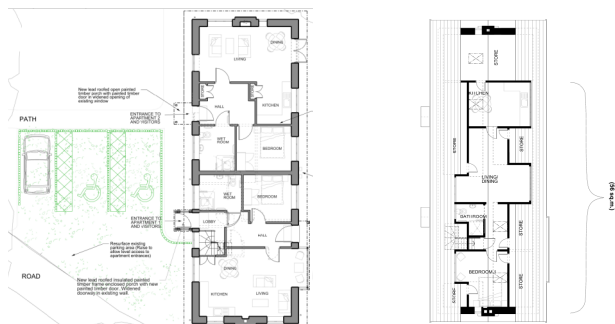 DINING
LIVING
New lead roofed open painted
timber porch with painted timber
door in widened opening of
existing window
HALL
KITCHEN
ENTRANCE TO
APARTMENT 2
AND VISITORS
PATH
WET
ROOM
BEDROOM
WET
ROOM
BEDROOM
ENTRANCE TO
APARTMENT 1
AND VISITORS
LOBBY
HALL
Resurface existing
parking area (Raise to
allow level access to
apartment entrances)
DINING
ROAD
New lead roofed insulated painted
timber frame enclosed porch with new
painted timber door. Widened
doorway in existing wall.
KITCHEN
LIVING
STORE
KITCHEN
STORE
LIVING/
DINING
STORE
BATHROOM
STORE
BEDROOM
STORE
(56 sq.m.)